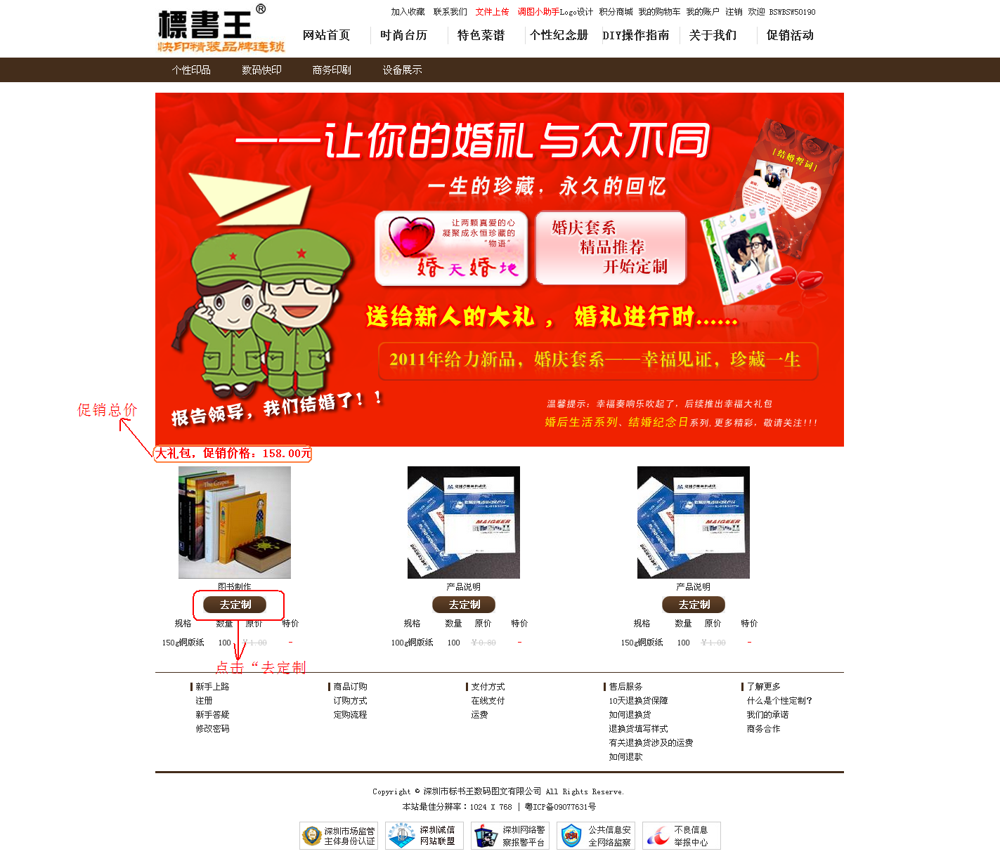 標書王®
快印精装品牌连锁
加入收藏 联系我们 文件上传 调图小助手Logo设计 积分商城 我的购物车 我的账户 注销 欢迎 BSWBSW50190
网站首页 时尚台历 特色菜谱 个性纪念册 DIY操作指南 关于我们 促销活动
个性印品 数码快印 商务印刷 设备展示
——让你的婚礼与众不同
一生的珍藏，永久的回忆
[结婚誓词]
让两颗真爱的心
凝聚成永恒珍藏的
“物语”
婚天婚地
婚庆套系
精品推荐
开始定制
送给新人的大礼，婚礼进行时......
2011年给力新品，婚庆套系——幸福见证，珍藏一生
报告领导，我们结婚了！！
温馨提示：幸福奏响乐吹起了，后续推出幸福大礼包
婚后生活系列、结婚纪念日系列,更多精彩，敬请关注!!!
促销总价
大礼包，促销价格：158.00元
The Grapes
MAIGEER
MAIGEER
图书制作 产品说明 产品说明
去定制 去定制 去定制
规格 数量 原价 特价 规格 数量 原价 特价 规格 数量 原价 特价
150g铜版纸 100 ￥1.00 - 100g铜版纸 100 ￥0.80 - 150g铜版纸 100 ￥1.00 -
点击“去定制
新手上路 商品订购 支付方式 售后服务 了解更多
注册 订购方式 在线支付 10天退换货保障 什么是个性定制?
新手答疑 定购流程 运费 如何退换货 我们的承诺
修改密码 退换货填写样式 商务合作
有关退换货涉及的运费
如何退款
Copyright © 深圳市标书王数码图文有限公司 All Rights Reserve.
本站最佳分辨率：1024 X 768 | 粤ICP备09077631号
深圳市场监管
主体身份认证
深圳诚信
网站联盟
深圳网络警
察报警平台
公共信息安
全网络监察
不良信息
举报中心